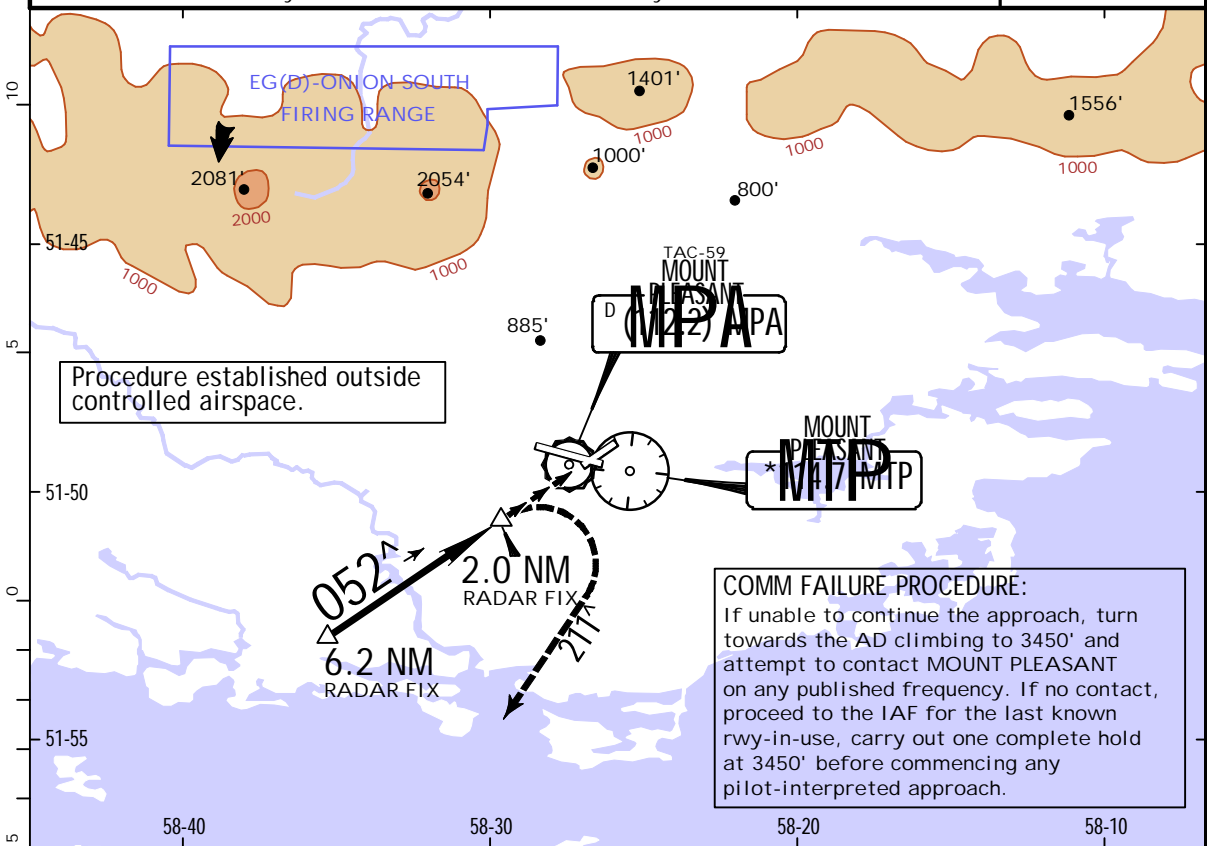 EG(D)-ONION SOUTH
FIRING RANGE
1401'
1556'
10
1000
1000
1000'
1000
2081'
2054'
800'
2000
51-45
1000
1000
TAC-59
MOUNT
PLEASANT
MPA
D (112.2) MPA
885'
5
Procedure established outside
controlled airspace.
MOUNT
PLEASANT
MTP
51-50
052^
2.0 NM
RADAR FIX
211^
6.2 NM
RADAR FIX
0
COMM FAILURE PROCEDURE:
If unable to continue the approach, turn
towards the AD climbing to 3450' and
attempt to contact MOUNT PLEASANT
on any published frequency. If no contact,
proceed to the IAF for the last known
rwy-in-use, carry out one complete hold
at 3450' before commencing any
pilot-interpreted approach.
51-55
5
58-40
58-30
58-20
58-10